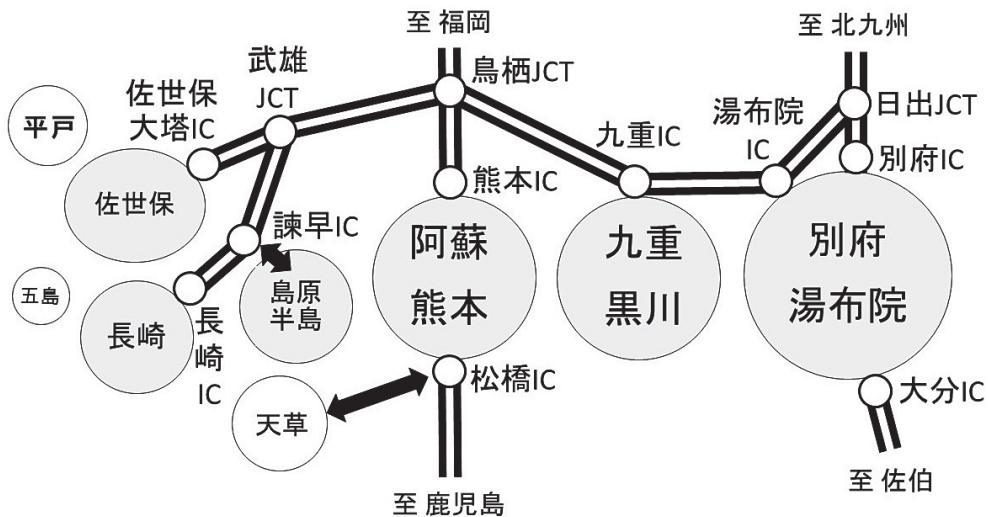 至 福岡
至 北九州
武雄
JCT
鳥栖JCT
佐世保
大塔IC
湯布院
IC
日出JCT
平戸
九重IC
別府IC
熊本IC
佐世保
諫早IC
阿蘇
熊本
九重
黒川
別府
湯布院
五島
島原
半島
長崎
長崎IC
松橋IC
大分IC
天草
至 佐伯
至 鹿児島